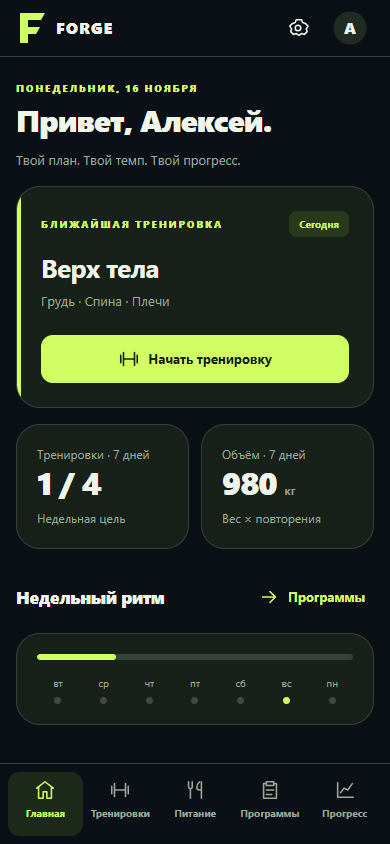 FORGE
A
ПОНЕДЕЛЬНИК, 16 НОЯБРЯ
Привет, Алексей.
Твой план. Твой темп. Твой прогресс.
БЛИЖАЙШАЯ ТРЕНИРОВКА
Сегодня
Верх тела
Грудь · Спина · Плечи
Начать тренировку
Тренировки · 7 дней
1 / 4
Недельная цель
Объём · 7 дней
980 кг
Вес × повторения
Недельный ритм
Программы
вт ср чт пт сб вс пн
Главная Тренировки Питание Программы Прогресс